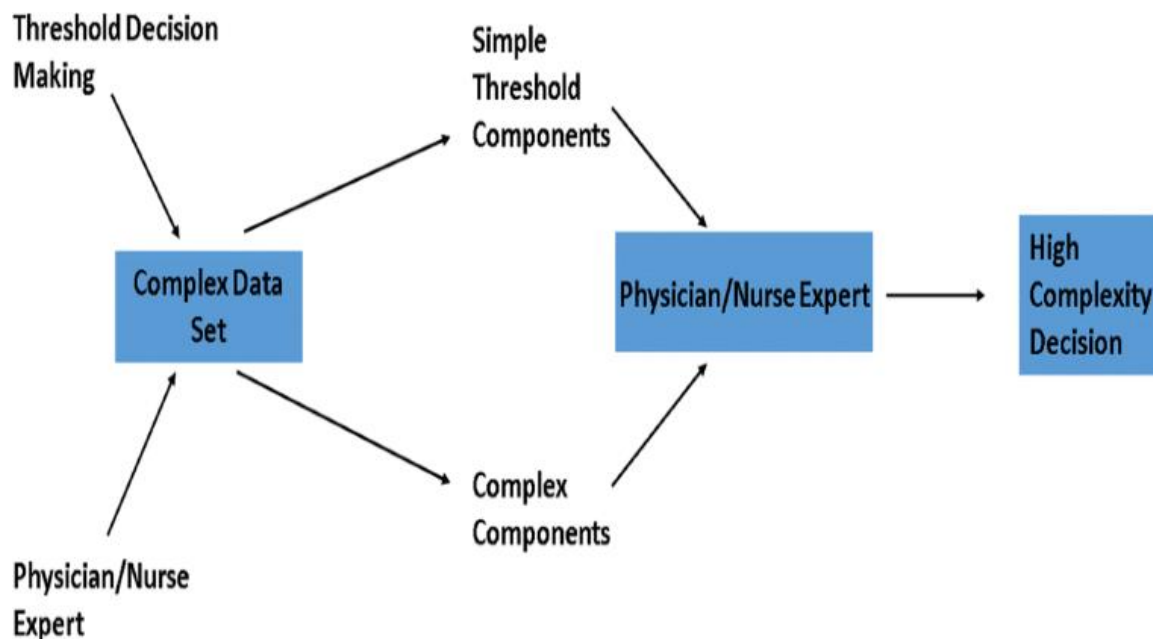 Threshold Decision
Making
Simple
Threshold
Components
Complex Data
Set
Physician/Nurse Expert
High
Complexity
Decision
Complex
Components
Physician/Nurse
Expert